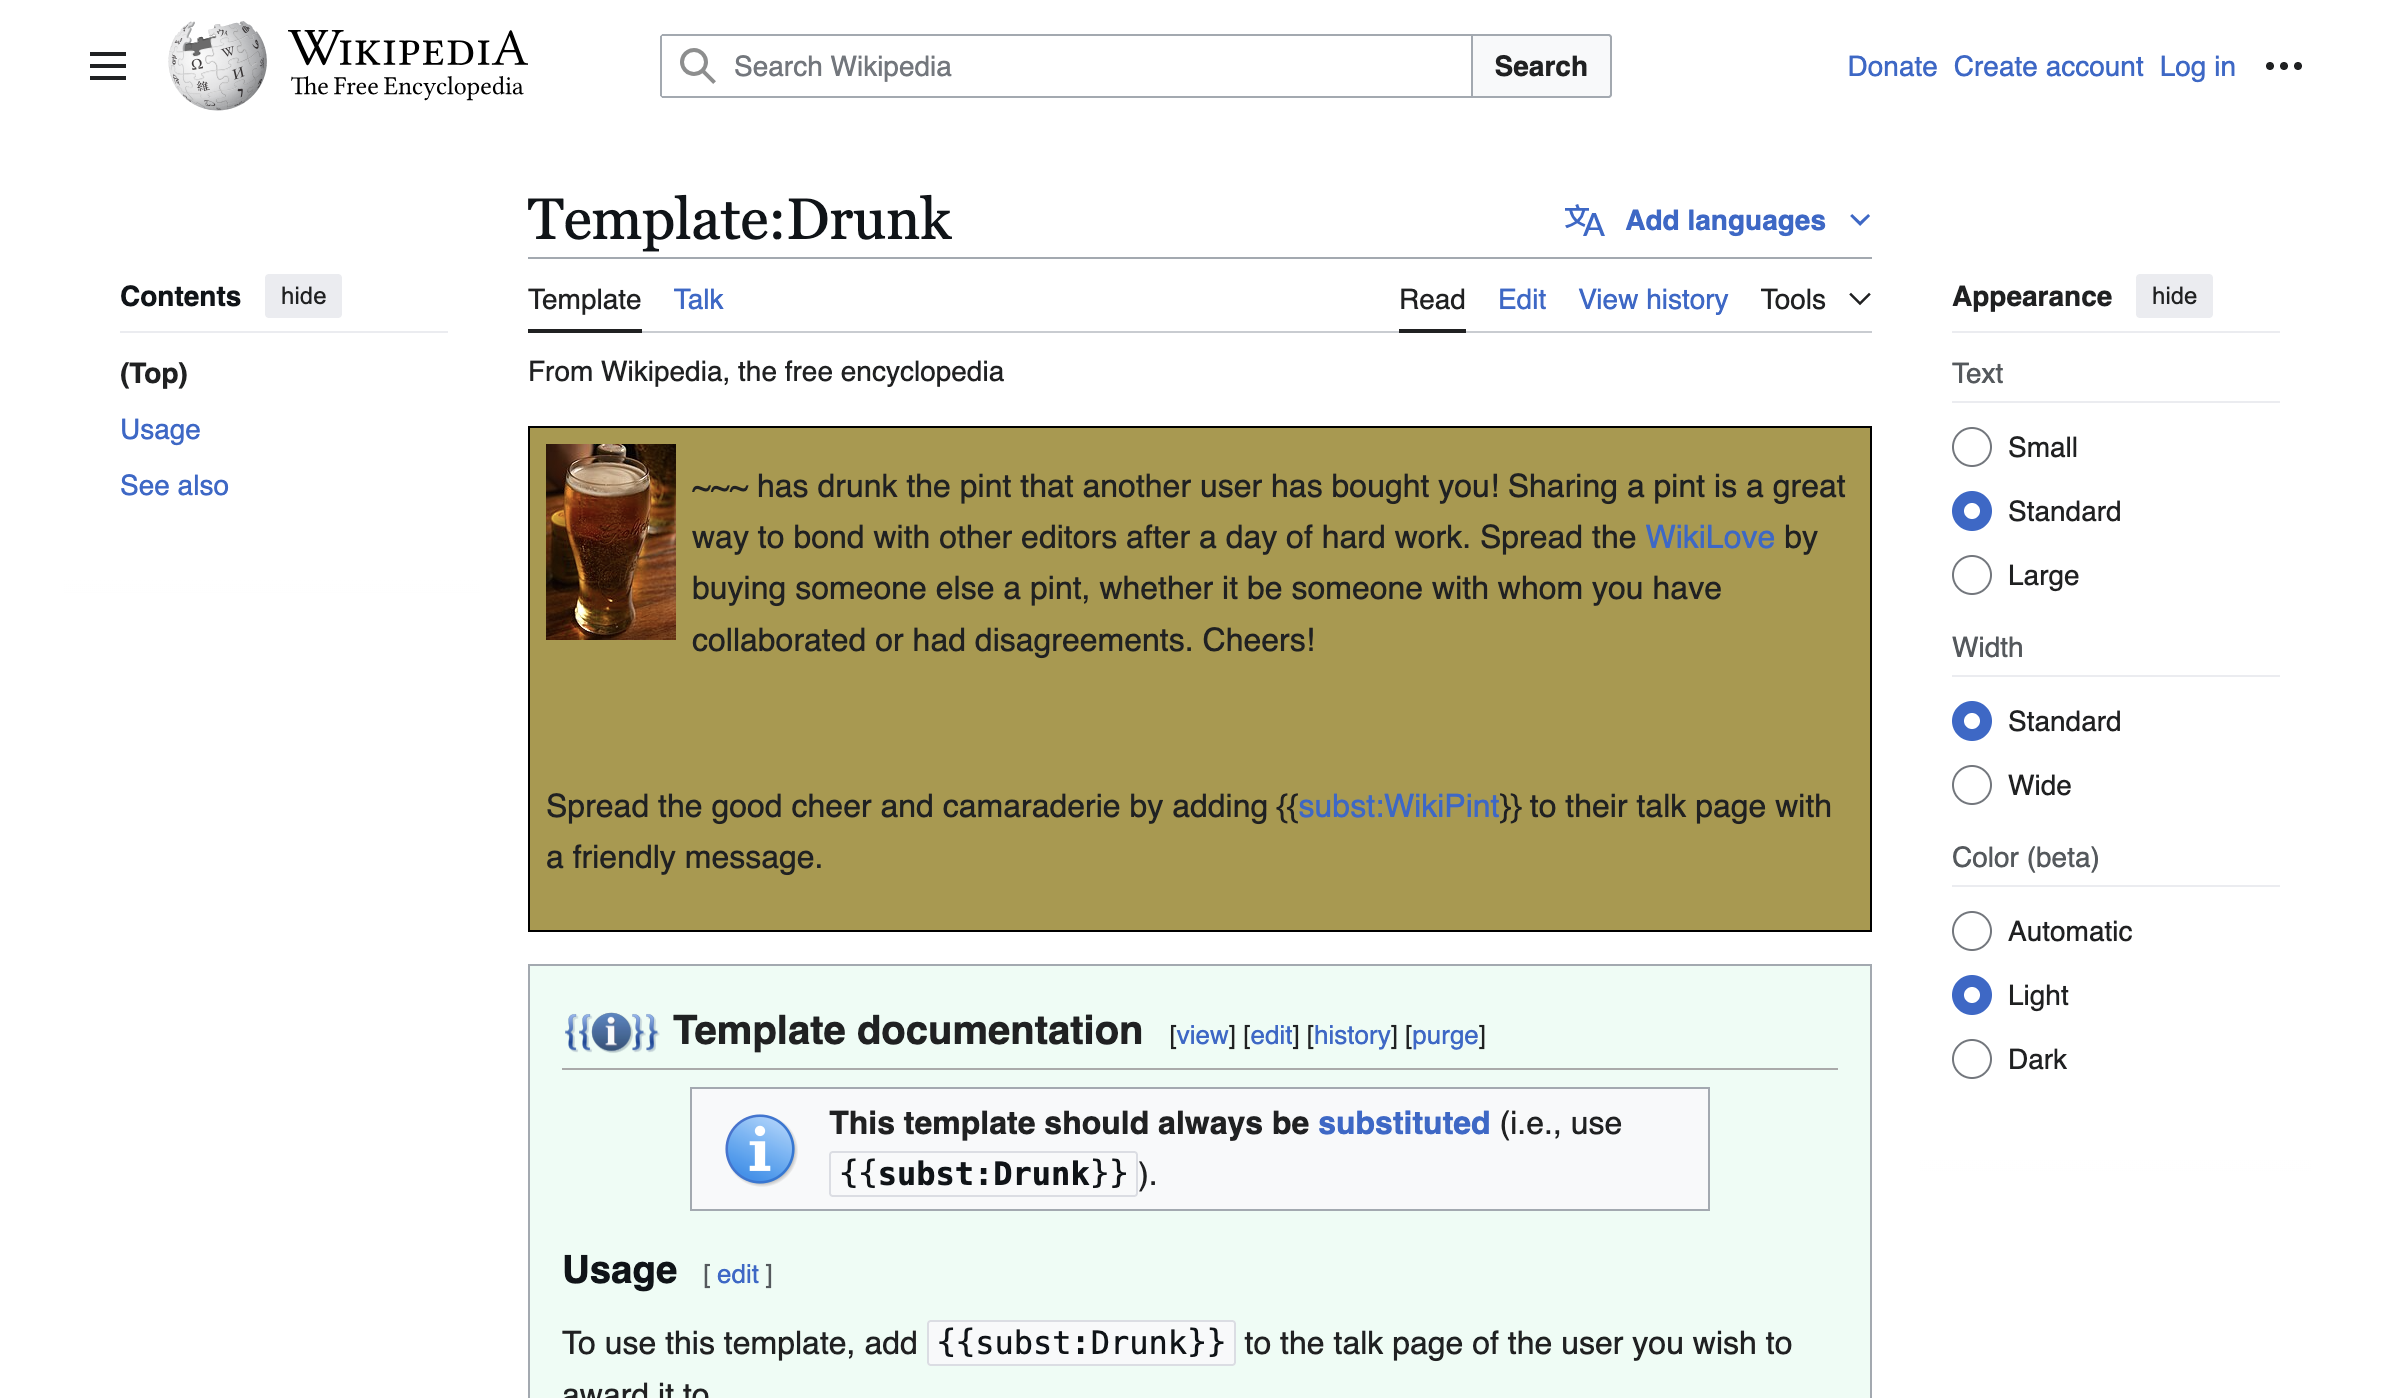 WIKIPEDIA
The Free Encyclopedia
Search Wikipedia
Search
Donate Create account Log in
Template:Drunk
Add languages
Contents hide
(Top)
Usage
See also
Template Talk
Read Edit View history Tools
From Wikipedia, the free encyclopedia
~~~ has drunk the pint that another user has bought you! Sharing a pint is a great
way to bond with other editors after a day of hard work. Spread the WikiLove by
buying someone else a pint, whether it be someone with whom you have
collaborated or had disagreements. Cheers!
Spread the good cheer and camaraderie by adding {{subst:WikiPint}} to their talk page with
a friendly message.
{{i}} Template documentation [view] [edit] [history] [purge]
This template should always be substituted (i.e., use
{{subst:Drunk}}).
Usage [ edit ]
To use this template, add {{subst:Drunk}} to the talk page of the user you wish to
award it to
Appearance hide
Text
Small
Standard
Large
Width
Standard
Wide
Color (beta)
Automatic
Light
Dark